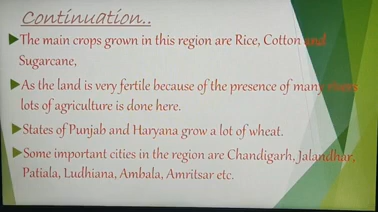 Continuation..
The main crops grown in this region are Rice, Cotton and
Sugarcane,
As the land is very fertile because of the presence of many rivers
lots of agriculture is done here.
States of Punjab and Haryana grow a lot of wheat.
Some important cities in the region are Chandigarh, Jalandhar,
Patiala, Ludhiana, Ambala, Amritsar etc.